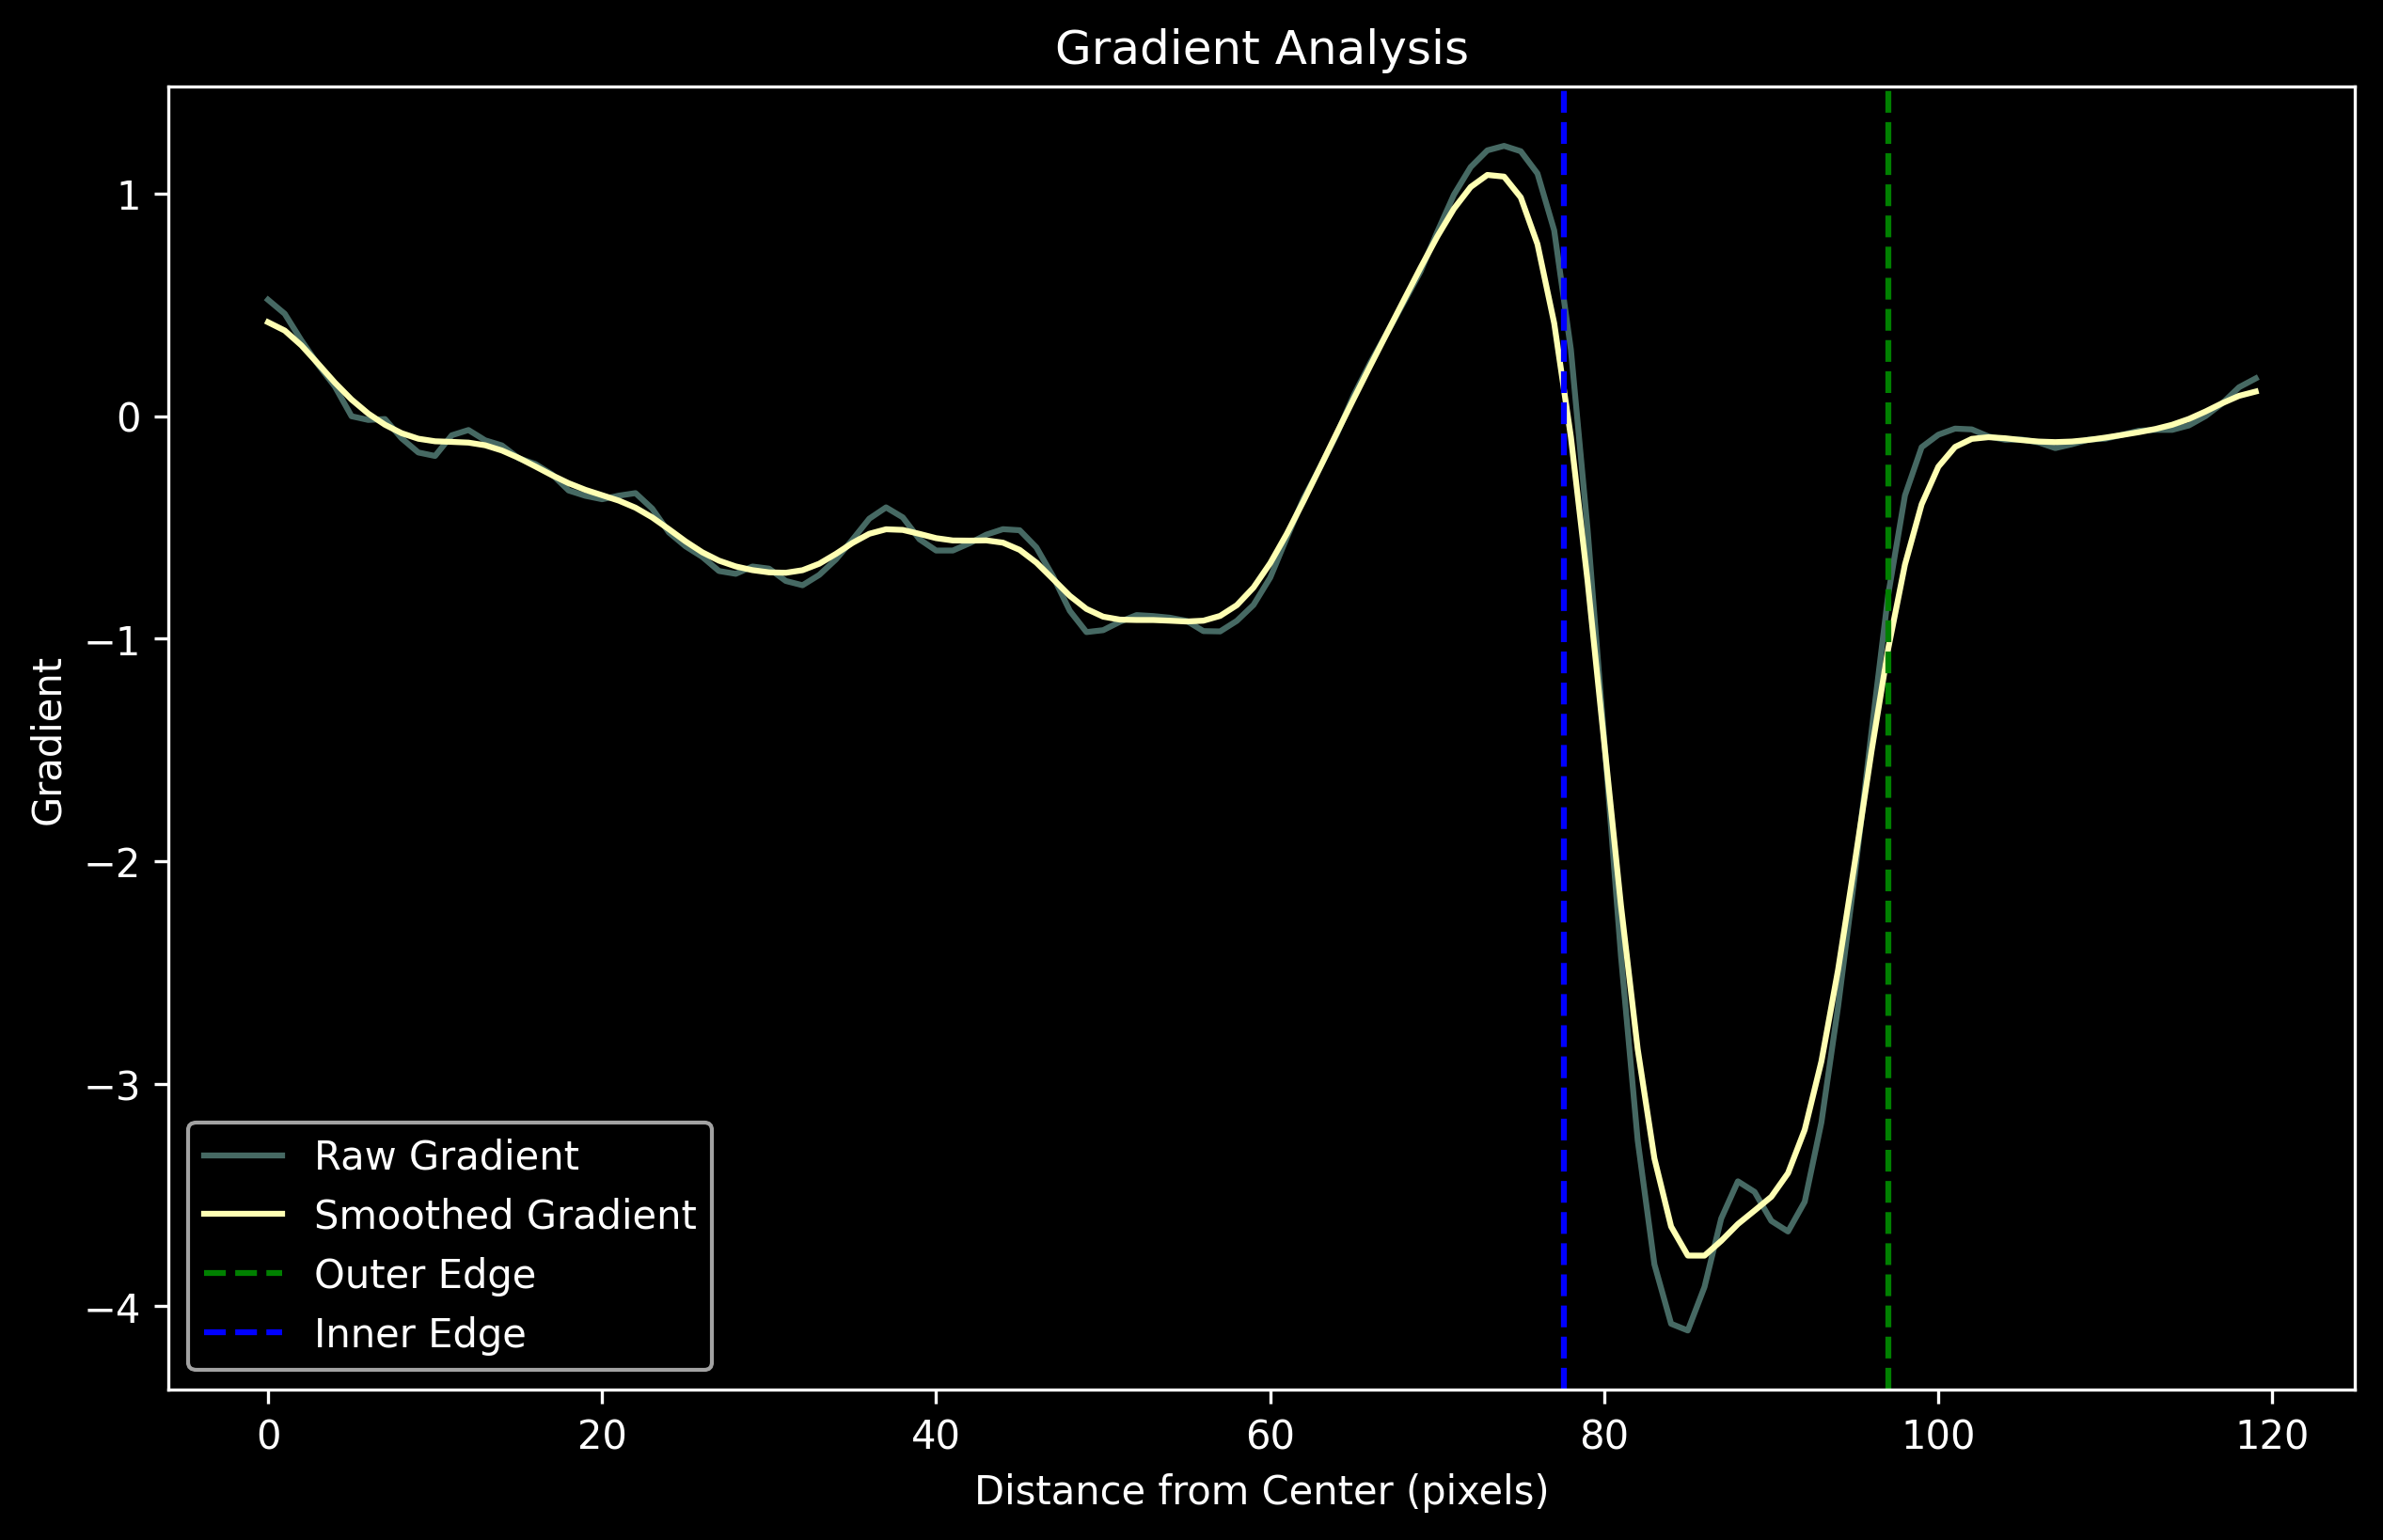 Gradient Analysis
1
0
−1
−2
−3
−4
Gradient
Raw Gradient
Smoothed Gradient
Outer Edge
Inner Edge
0 20 40 60 80 100 120
Distance from Center (pixels)